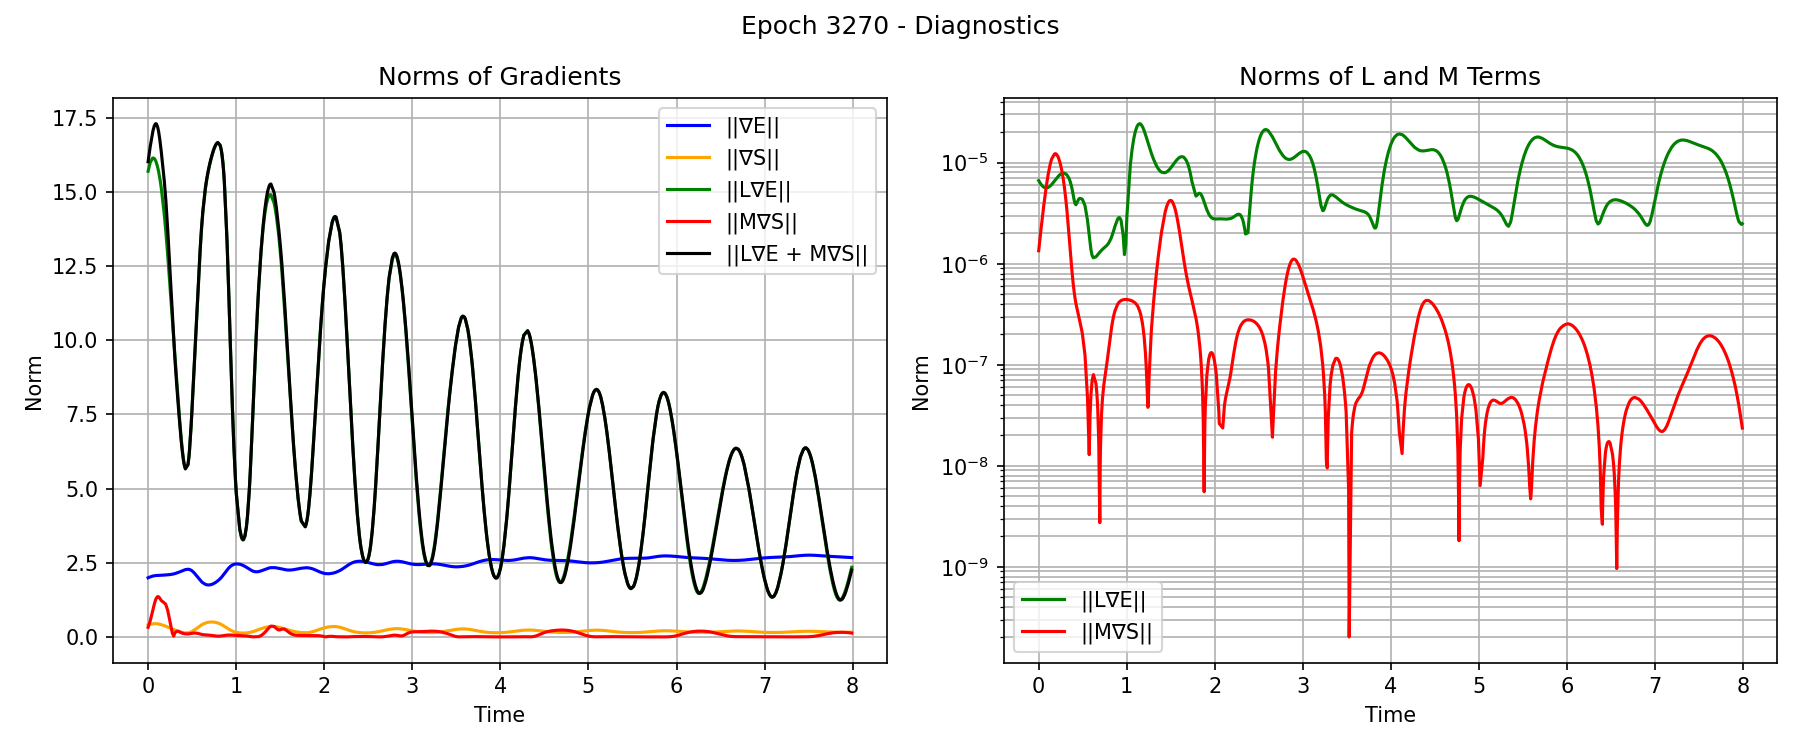 Epoch 3270 - Diagnostics
Norms of Gradients
17.5
15.0
12.5
10.0
7.5
5.0
2.5
0.0
Norm
0 1 2 3 4 5 6 7 8
Time
||∇E||
||∇S||
||L∇E||
||M∇S||
||L∇E + M∇S||
Norms of L and M Terms
10⁻⁵
10⁻⁶
10⁻⁷
10⁻⁸
10⁻⁹
Norm
0 1 2 3 4 5 6 7 8
Time
||L∇E||
||M∇S||